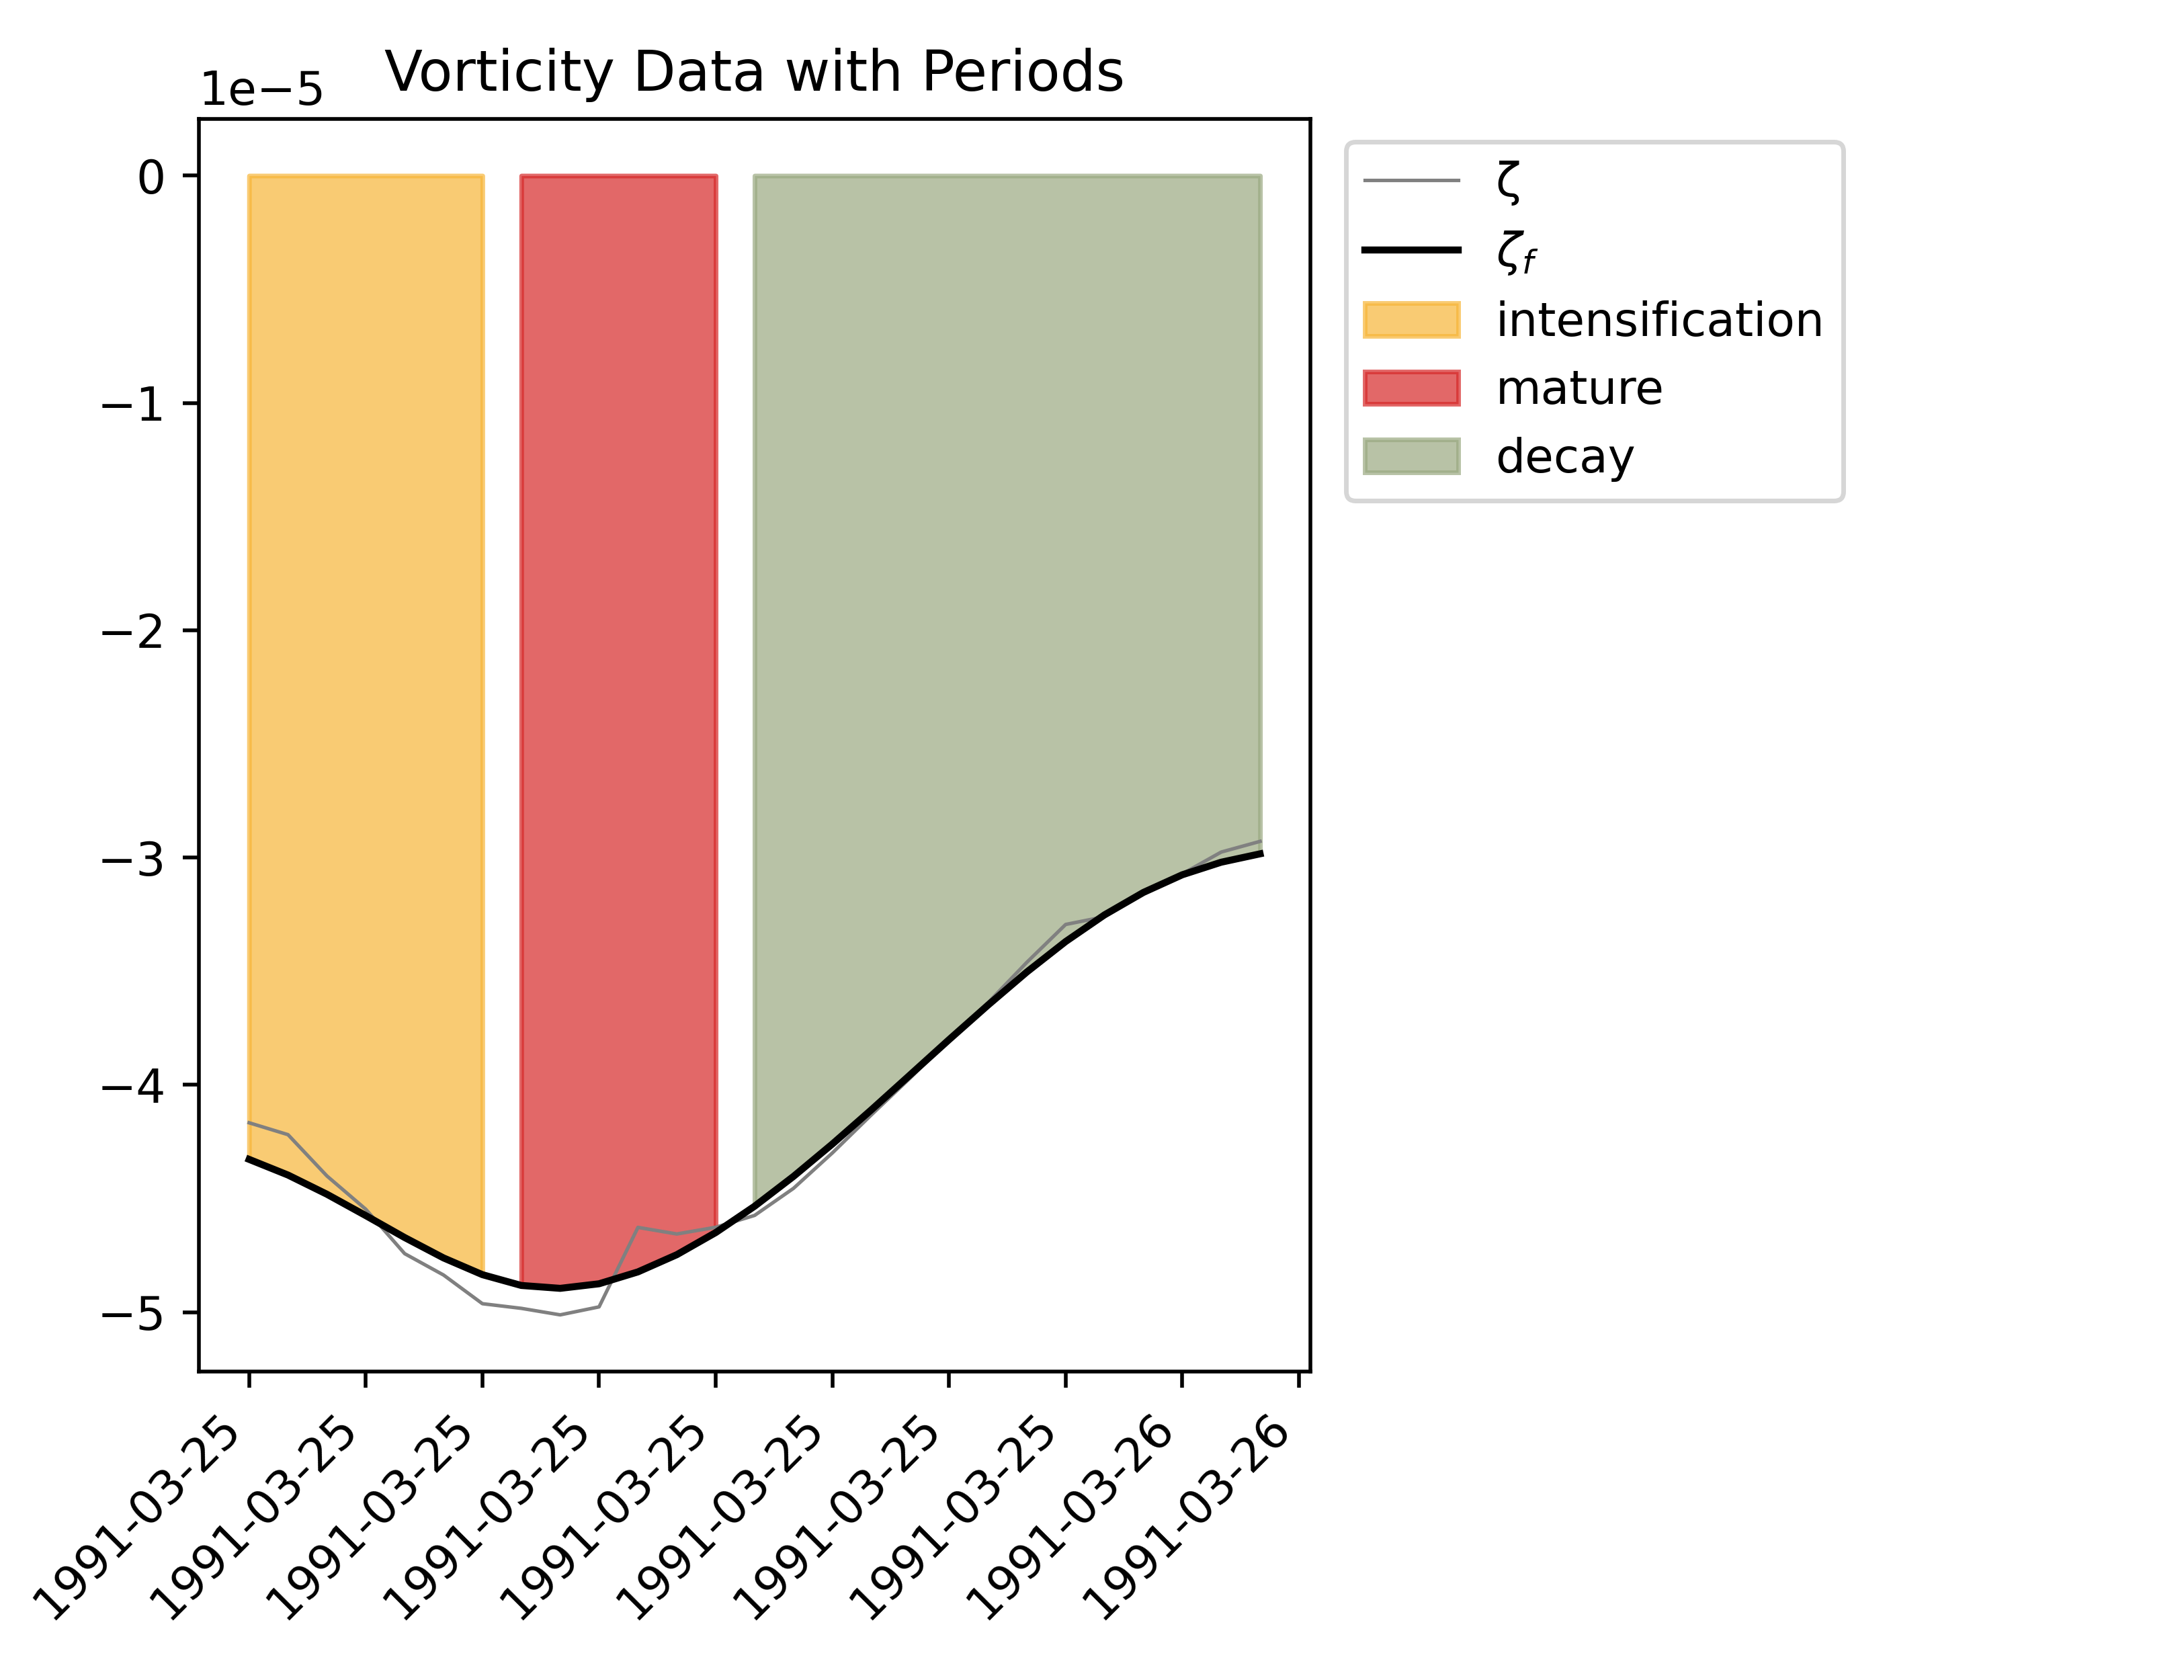 Vorticity Data with Periods
1e−5
0
−1
−2
−3
−4
−5
1991-03-25
1991-03-25
1991-03-25
1991-03-25
1991-03-25
1991-03-25
1991-03-25
1991-03-25
1991-03-26
1991-03-26
ζ
ζf
intensification
mature
decay